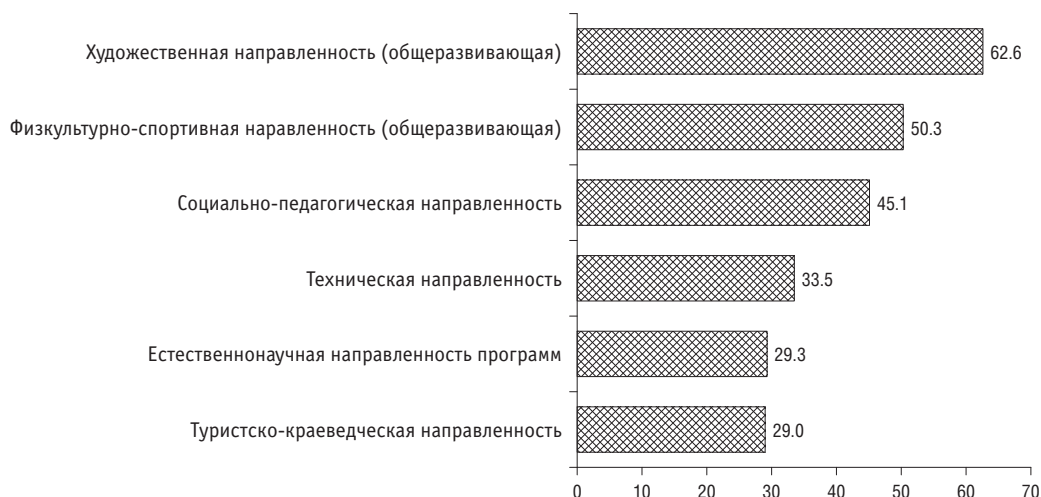 Художественная направленность (общеразвивающая) 62.6
Физкультурно-спортивная наравленность (общеразвивающая) 50.3
Социально-педагогическая направленность 45.1
Техническая направленность 33.5
Естественнонаучная направленность программ 29.3
Туристско-краеведческая направленность 29.0
0 10 20 30 40 50 60 70